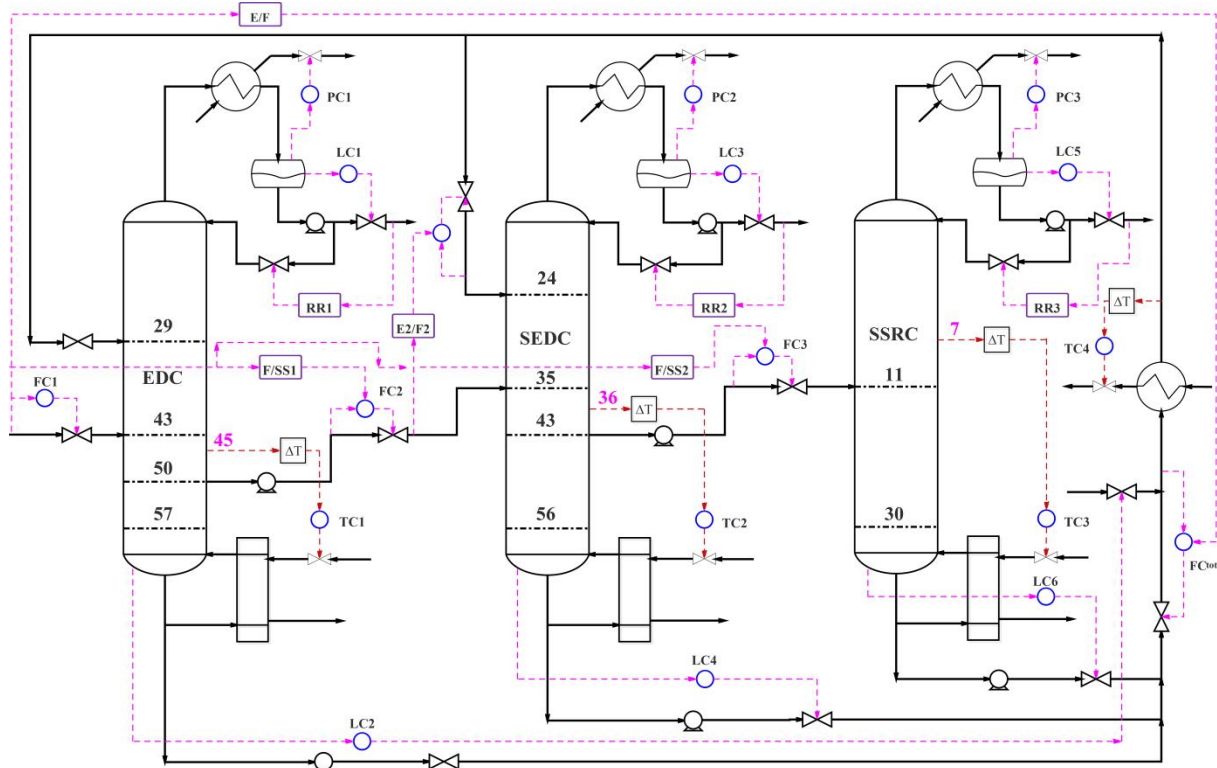 E/F
PC1
PC2
PC3
LC1
LC3
LC5
24
RR1
RR2
RR3
ΔT
29
E2/F2
SEDC
SSRC
7
ΔT
TC4
F/SS1
F/SS2
FC3
EDC
FC1
FC2
35
11
36
ΔT
43
45
43
ΔT
50
57
TC1
56
TC2
30
TC3
FCtot
LC6
LC4
LC2